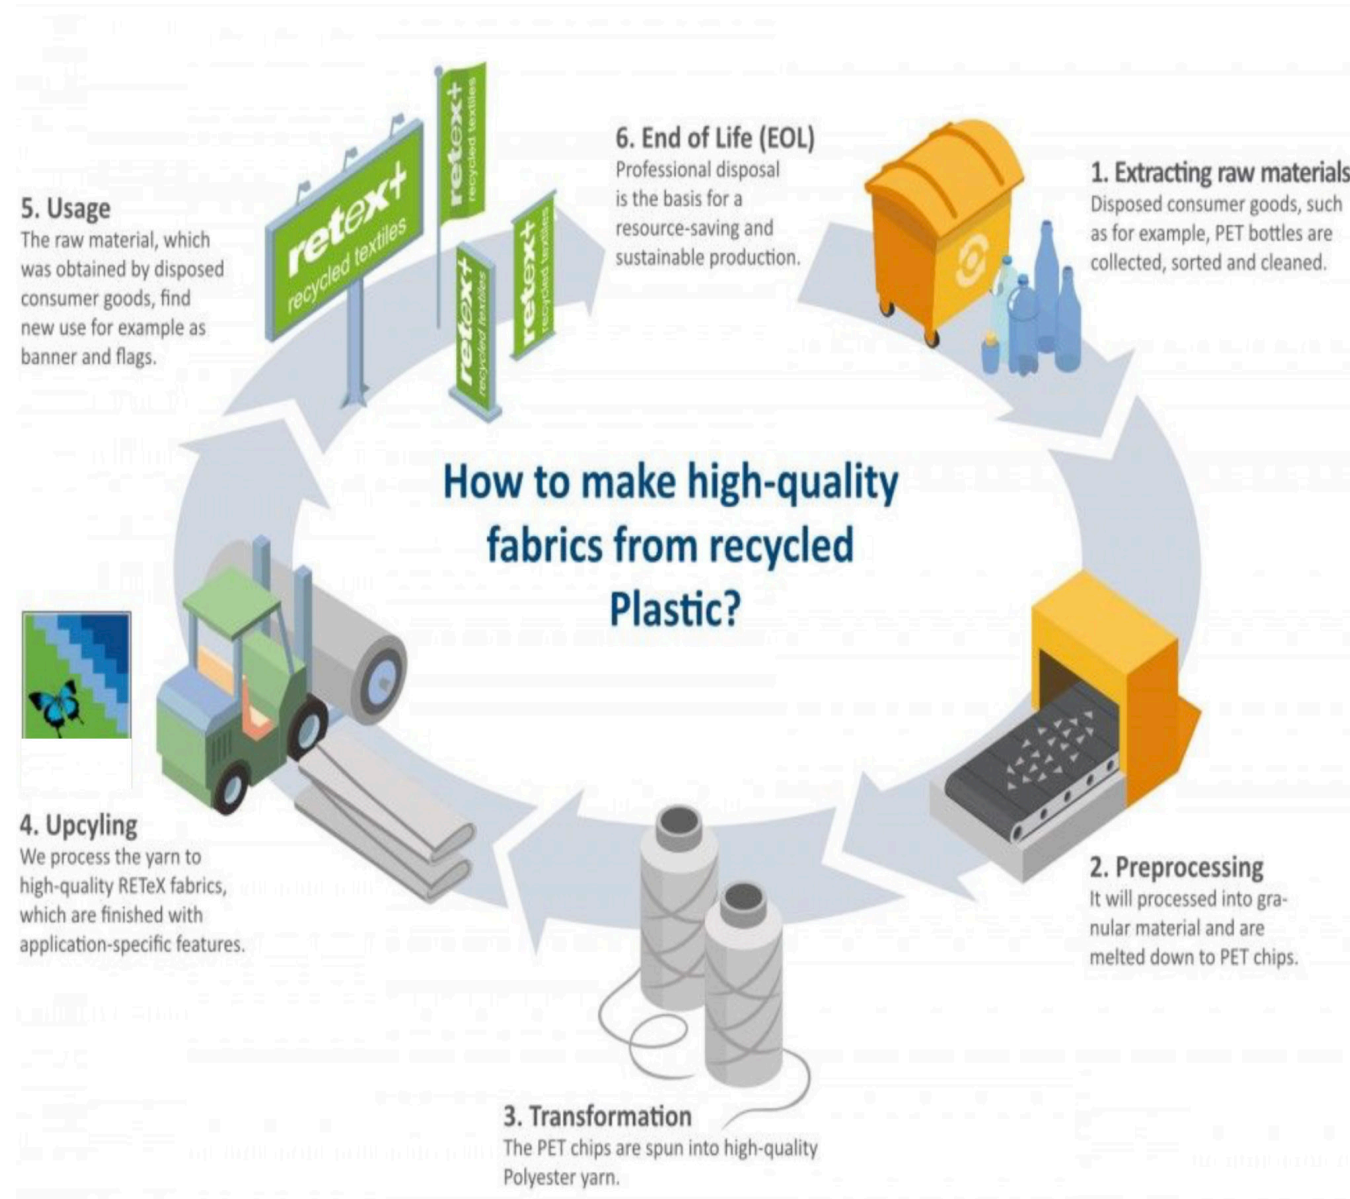 How to make high-quality
fabrics from recycled
Plastic?
1. Extracting raw materials
Disposed consumer goods, such
as for example, PET bottles are
collected, sorted and cleaned.
2. Preprocessing
It will processed into gra-
nular material and are
melted down to PET chips.
3. Transformation
The PET chips are spun into high-quality
Polyester yarn.
4. Upcyling
We process the yarn to
high-quality RETeX fabrics,
which are finished with
application-specific features.
5. Usage
The raw material, which
was obtained by disposed
consumer goods, find
new use for example as
banner and flags.
retex+
recycled textiles
retex+
recycled textiles
retex+
recycled textiles
retex+
recycled textiles
6. End of Life (EOL)
Professional disposal
is the basis for a
resource-saving and
sustainable production.